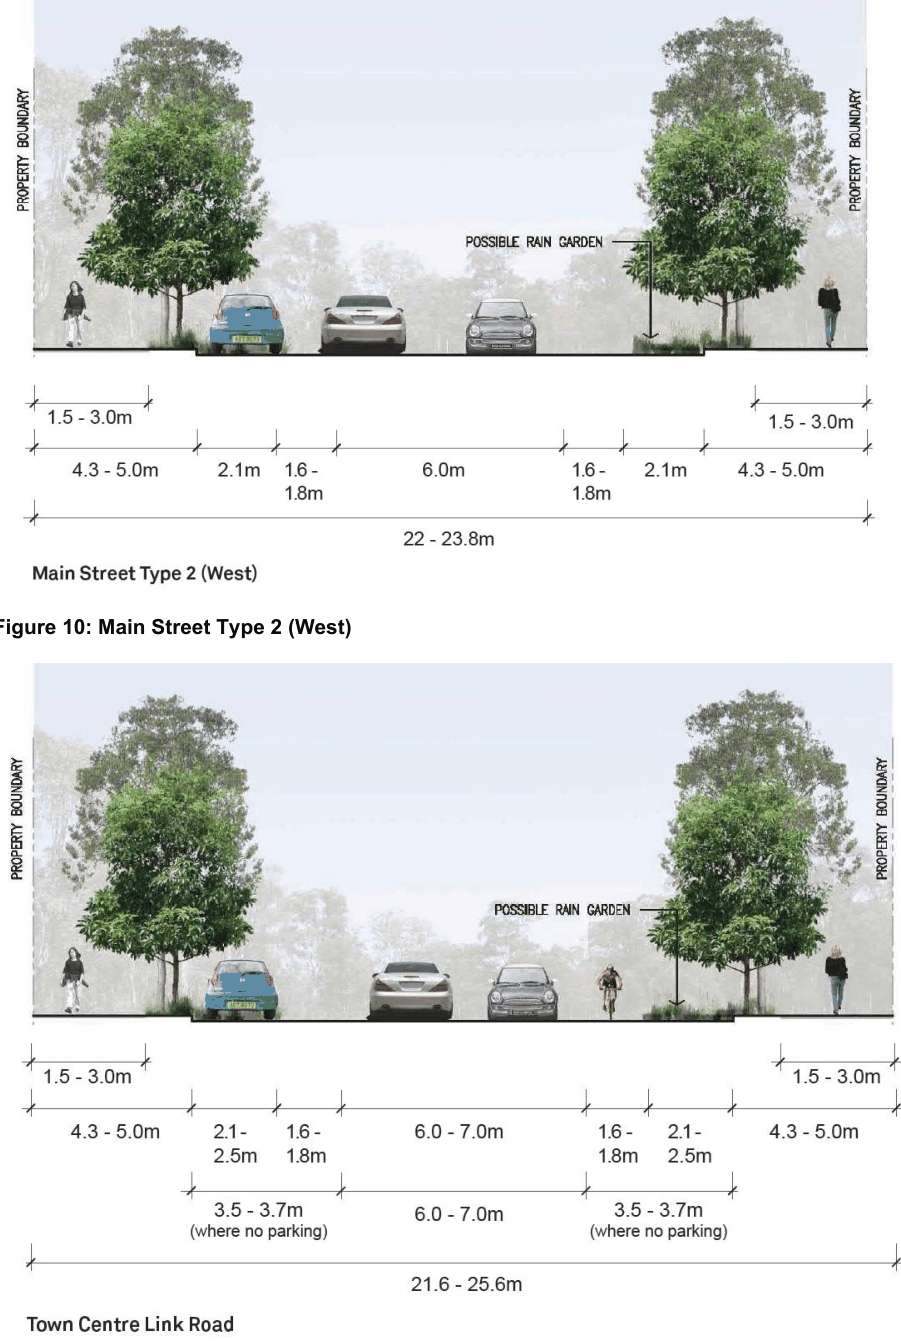 PROPERTY BOUNDARY
PROPERTY BOUNDARY
POSSIBLE RAIN GARDEN
1.5 - 3.0m
1.5 - 3.0m
4.3 - 5.0m
2.1m
1.6 -
1.8m
6.0m
1.6 -
1.8m
2.1m
4.3 - 5.0m
22 - 23.8m
Main Street Type 2 (West)
Figure 10: Main Street Type 2 (West)
PROPERTY BOUNDARY
PROPERTY BOUNDARY
POSSIBLE RAIN GARDEN
1.5 - 3.0m
1.5 - 3.0m
4.3 - 5.0m
2.1-
2.5m
1.6 -
1.8m
6.0 - 7.0m
1.6 -
1.8m
2.1-
2.5m
4.3 - 5.0m
3.5 - 3.7m
(where no parking)
6.0 - 7.0m
3.5 - 3.7m
(where no parking)
21.6 - 25.6m
Town Centre Link Road